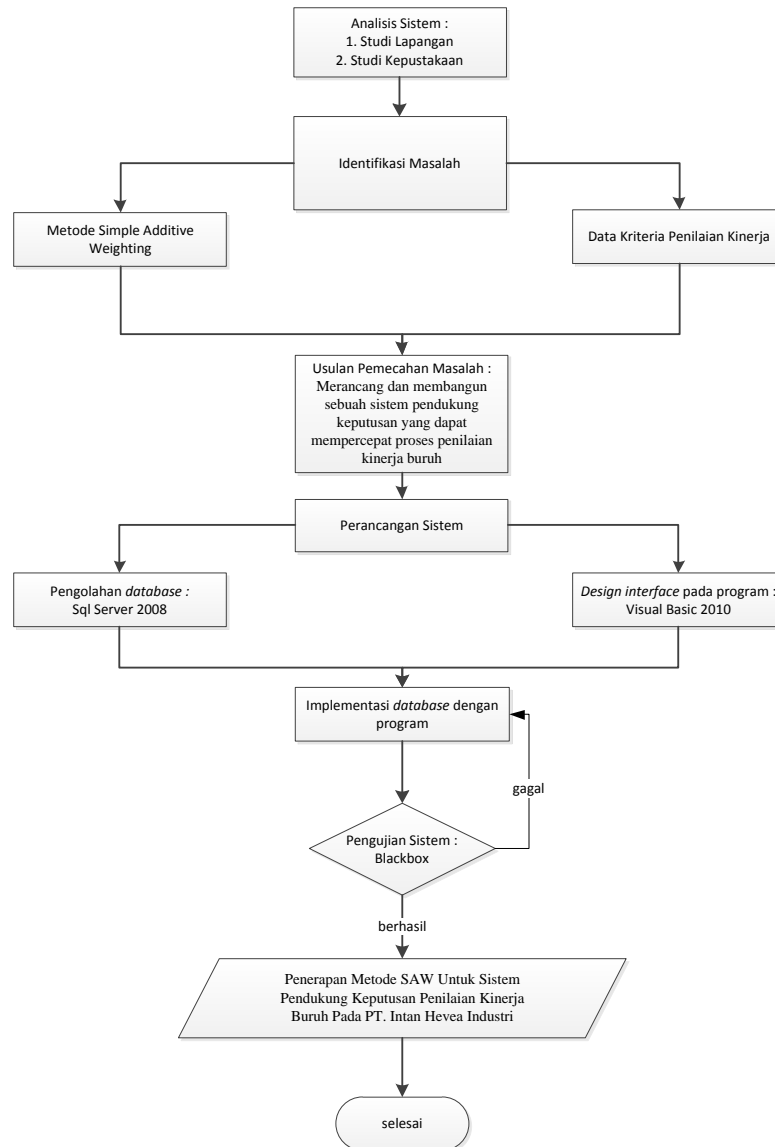 Analisis Sistem :
1. Studi Lapangan
2. Studi Kepustakaan
Identifikasi Masalah
Metode Simple Additive
Weighting
Data Kriteria Penilaian Kinerja
Usulan Pemecahan Masalah :
Merancang dan membangun
sebuah sistem pendukung
keputusan yang dapat
mempercepat proses penilaian
kinerja buruh
Perancangan Sistem
Pengolahan database :
Sql Server 2008
Design interface pada program :
Visual Basic 2010
Implementasi database dengan
program
gagal
Pengujian Sistem :
Blackbox
berhasil
Penerapan Metode SAW Untuk Sistem
Pendukung Keputusan Penilaian Kinerja
Buruh Pada PT. Intan Hevea Industri
selesai